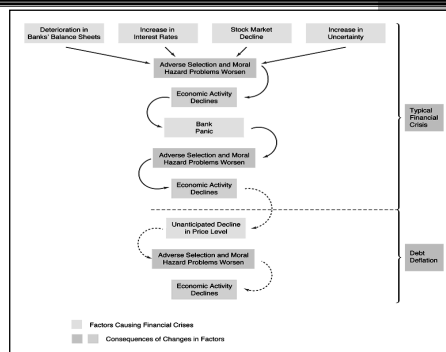 Deterioration in
Banks' Balance Sheets
Increase in
Interest Rates
Stock Market
Decline
Increase in
Uncertainty
Adverse Selection and Moral
Hazard Problems Worsen
Economic Activity
Declines
Bank
Panic
Adverse Selection and Moral
Hazard Problems Worsen
Economic Activity
Declines
Typical
Financial
Crisis
Unanticipated Decline
in Price Level
Adverse Selection and Moral
Hazard Problems Worsen
Economic Activity
Declines
Debt
Deflation
Factors Causing Financial Crises
Consequences of Changes in Factors